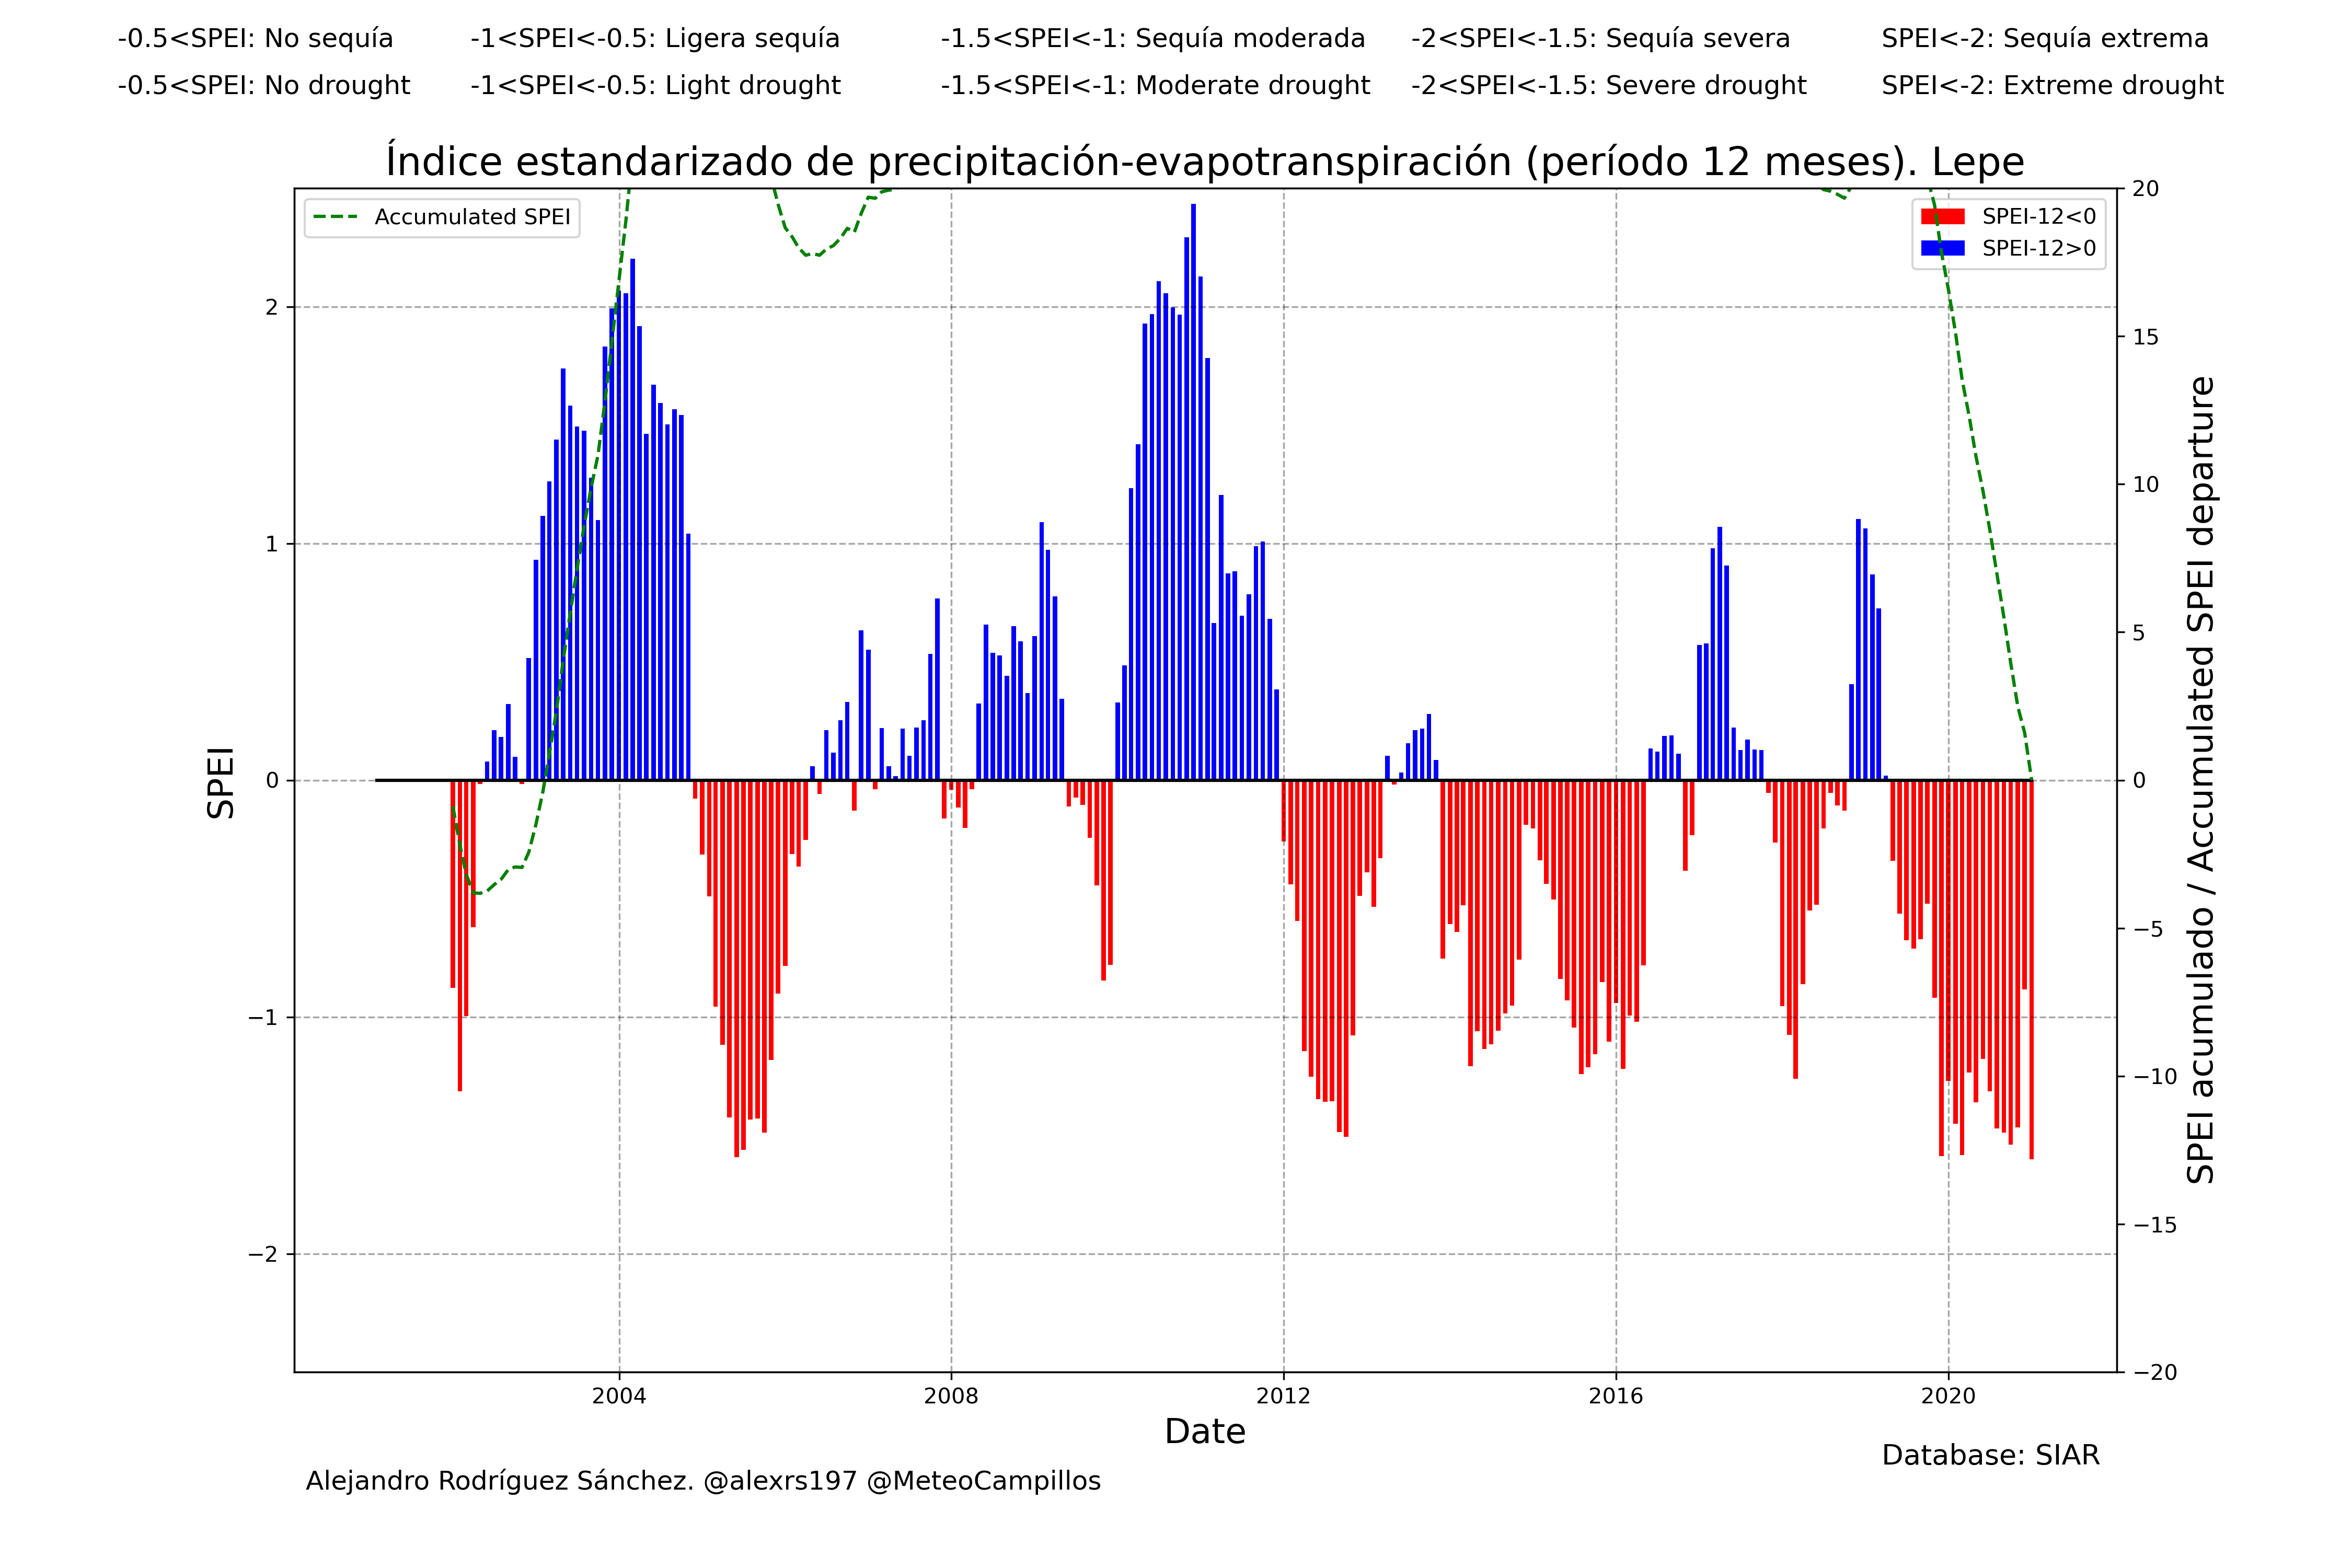 -0.5<SPEI: No sequía -1<SPEI<-0.5: Ligera sequía -1.5<SPEI<-1: Sequía moderada -2<SPEI<-1.5: Sequía severa SPEI<-2: Sequía extrema
-0.5<SPEI: No drought -1<SPEI<-0.5: Light drought -1.5<SPEI<-1: Moderate drought -2<SPEI<-1.5: Severe drought SPEI<-2: Extreme drought
Índice estandarizado de precipitación-evapotranspiración (período 12 meses). Lepe
Accumulated SPEI
SPEI-12<0
SPEI-12>0
SPEI
2
1
0
−1
−2
20
15
10
5
0
−5
−10
−15
−20
SPEI acumulado / Accumulated SPEI departure
2004 2008 2012 2016 2020
Date
Database: SIAR
Alejandro Rodríguez Sánchez. @alexrs197 @MeteoCampillos